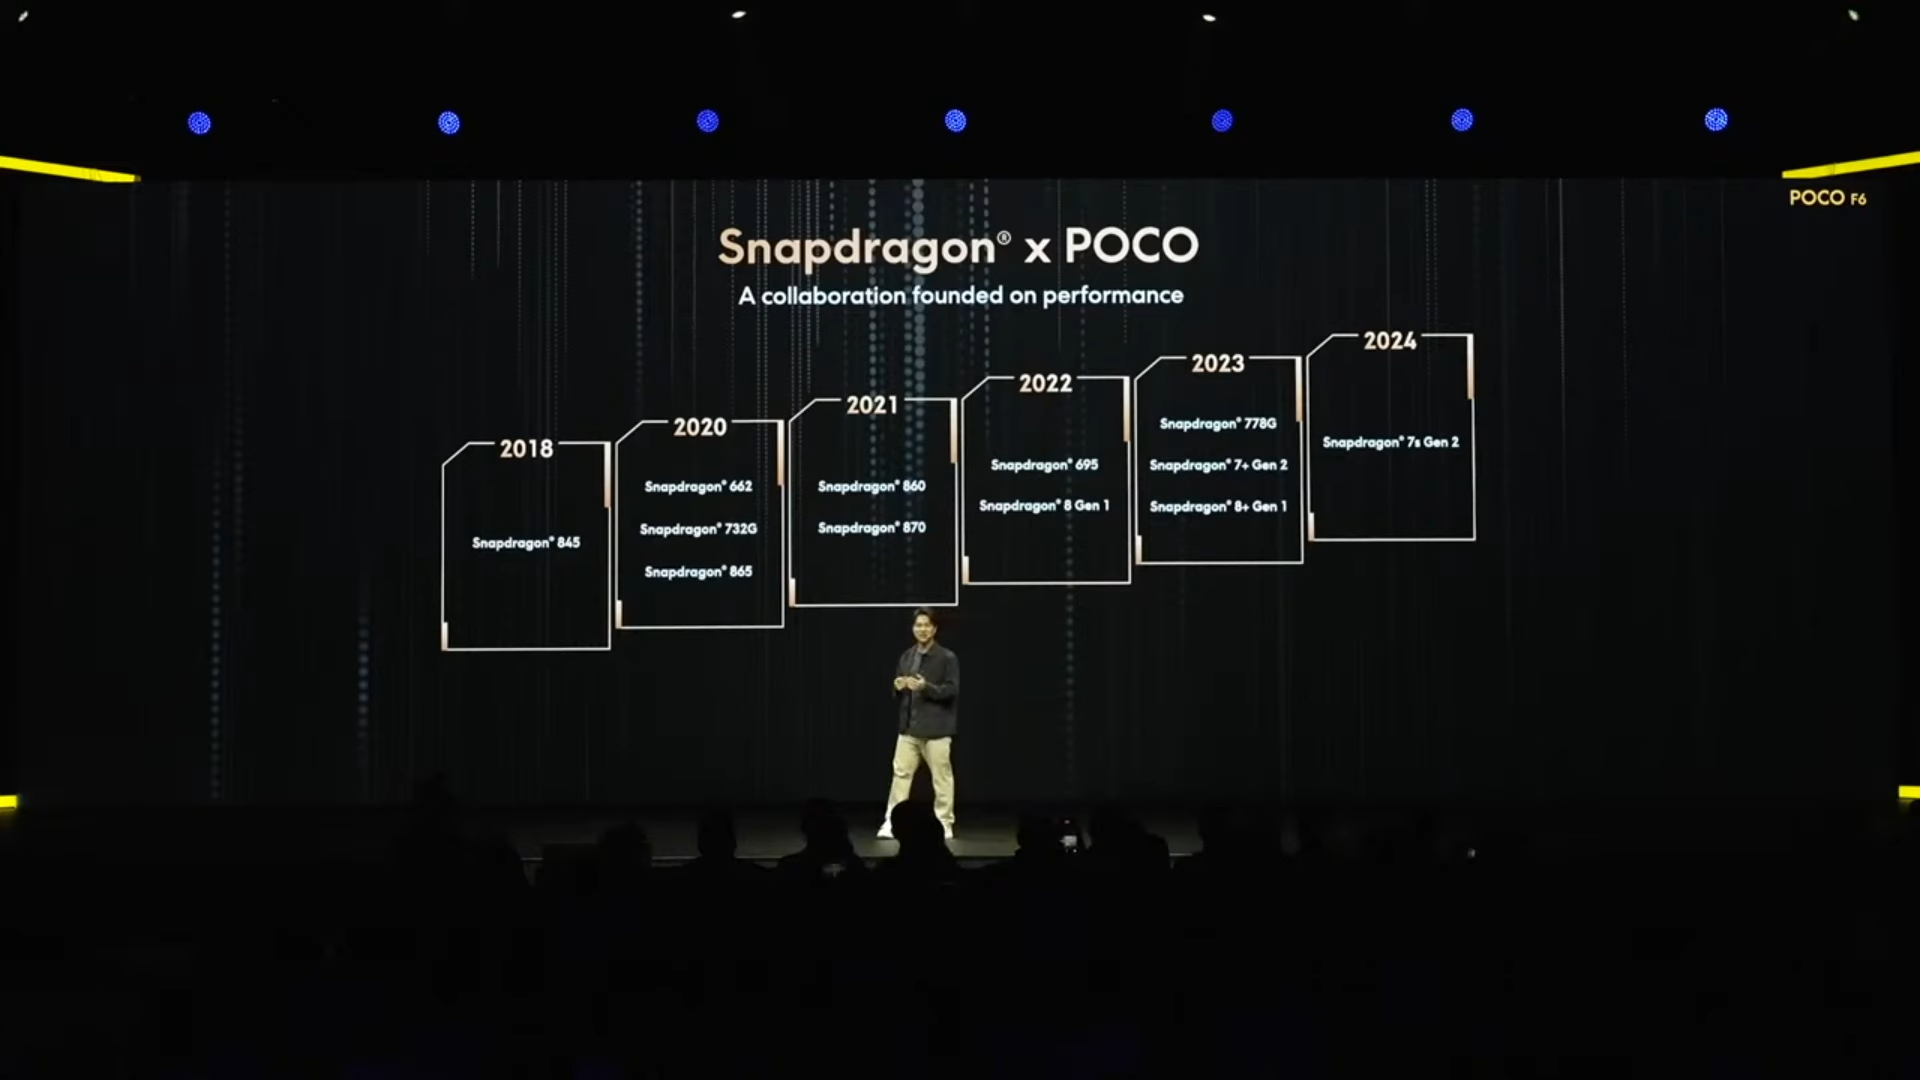 POCO F6
Snapdragon® x POCO
A collaboration founded on performance
2018
Snapdragon® 845
2020
Snapdragon® 662
Snapdragon® 732G
Snapdragon® 865
2021
Snapdragon® 860
Snapdragon® 870
2022
Snapdragon® 695
Snapdragon® 8 Gen 1
2023
Snapdragon® 778G
Snapdragon® 7+ Gen 2
Snapdragon® 8+ Gen 1
2024
Snapdragon® 7s Gen 2